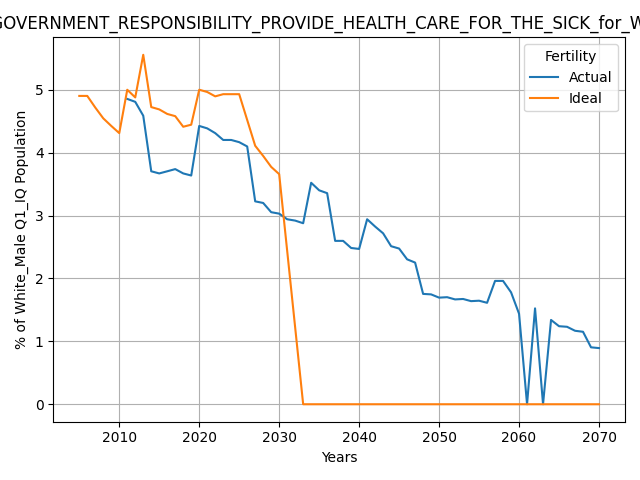 GOVERNMENT_RESPONSIBILITY_PROVIDE_HEALTH_CARE_FOR_THE_SICK_for_W
Fertility
Actual
Ideal
% of White_Male Q1_IQ Population
5
4
3
2
1
0
2010 2020 2030 2040 2050 2060 2070
Years